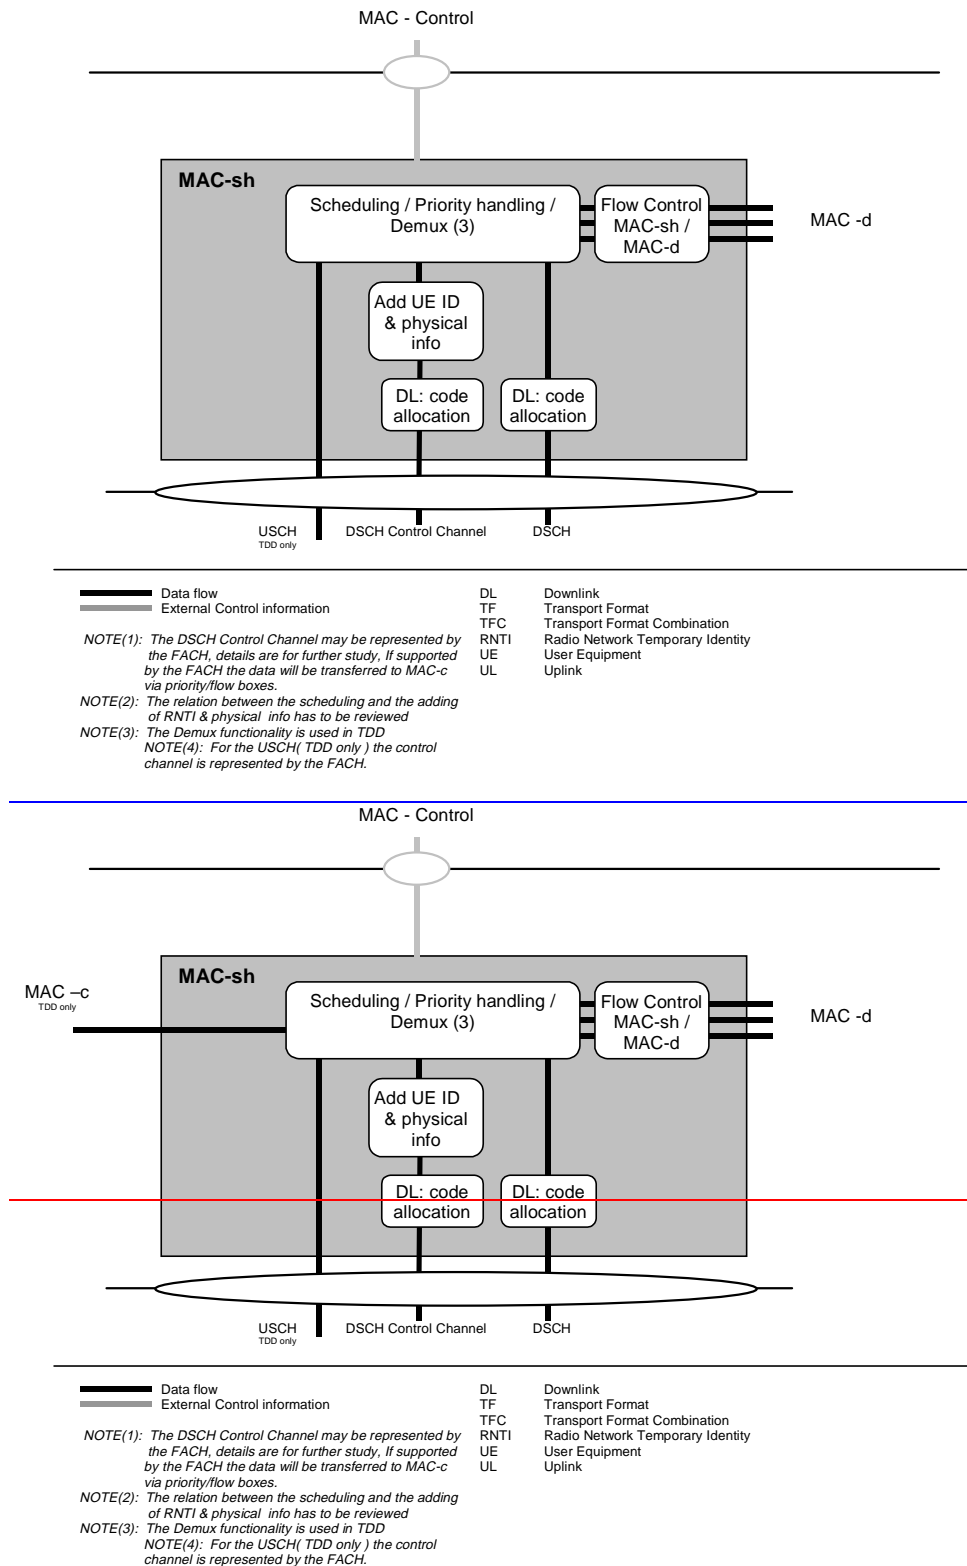 MAC - Control
MAC-sh
Scheduling / Priority handling /
Demux (3)
Flow Control
MAC-sh /
MAC-d
MAC -d
Add UE ID
& physical
info
DL: code
allocation
DL: code
allocation
USCH
TDD only
DSCH Control Channel
DSCH
Data flow
External Control information
DL Downlink
TF Transport Format
TFC Transport Format Combination
RNTI Radio Network Temporary Identity
UE User Equipment
UL Uplink
NOTE(1): The DSCH Control Channel may be represented by
the FACH, details are for further study, If supported
by the FACH the data will be transferred to MAC-c
via priority/flow boxes.
NOTE(2): The relation between the scheduling and the adding
of RNTI & physical info has to be reviewed
NOTE(3): The Demux functionality is used in TDD
NOTE(4): For the USCH( TDD only ) the control
channel is represented by the FACH.
MAC - Control
MAC-sh
MAC –c
TDD only
Scheduling / Priority handling /
Demux (3)
Flow Control
MAC-sh /
MAC-d
MAC -d
Add UE ID
& physical
info
DL: code
allocation
DL: code
allocation
USCH
TDD only
DSCH Control Channel
DSCH
Data flow
External Control information
DL Downlink
TF Transport Format
TFC Transport Format Combination
RNTI Radio Network Temporary Identity
UE User Equipment
UL Uplink
NOTE(1): The DSCH Control Channel may be represented by
the FACH, details are for further study, If supported
by the FACH the data will be transferred to MAC-c
via priority/flow boxes.
NOTE(2): The relation between the scheduling and the adding
of RNTI & physical info has to be reviewed
NOTE(3): The Demux functionality is used in TDD
NOTE(4): For the USCH( TDD only ) the control
channel is represented by the FACH.